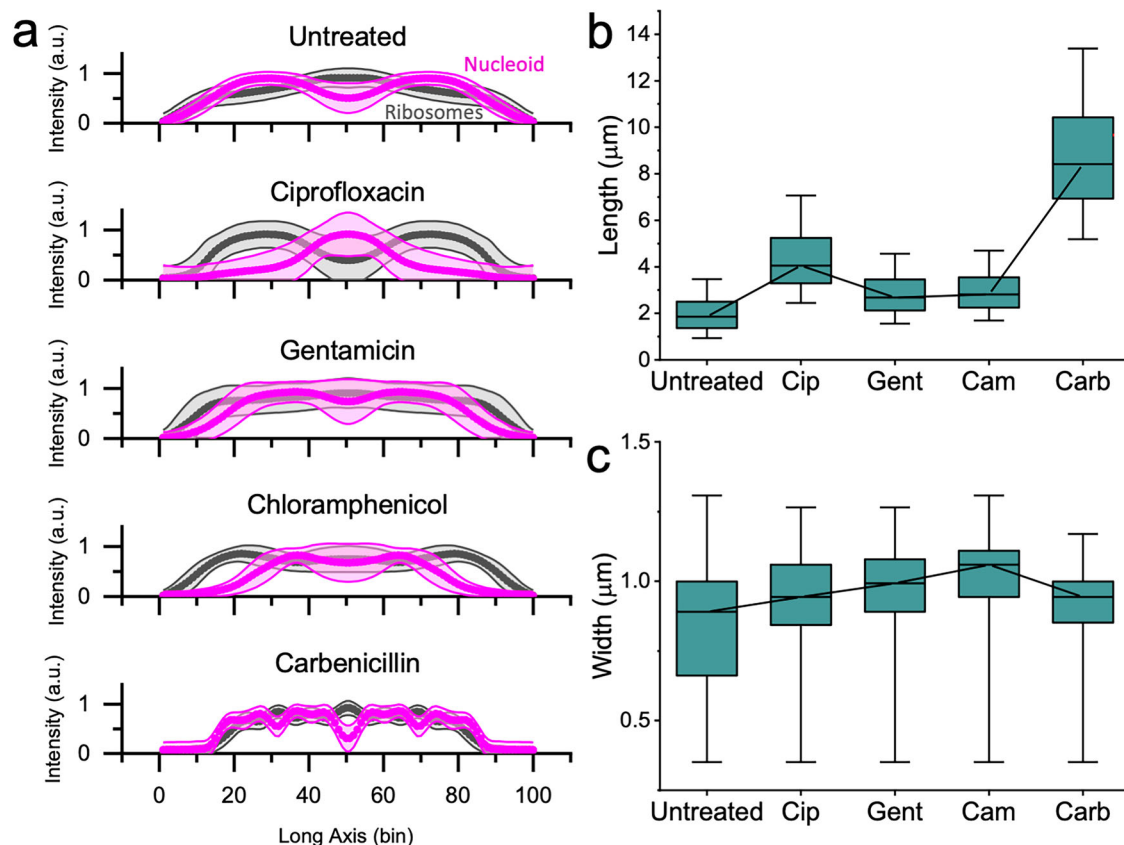 a
Untreated
Intensity (a.u.)
1
0
Nucleoid
Ribosomes
Ciprofloxacin
Intensity (a.u.)
1
0
Gentamicin
Intensity (a.u.)
1
0
Chloramphenicol
Intensity (a.u.)
1
0
Carbenicillin
Intensity (a.u.)
1
0
0 20 40 60 80 100
Long Axis (bin)
b
Length (μm)
14
12
10
8
6
4
2
0
Untreated Cip Gent Cam Carb
c
Width (μm)
1.5
1.0
0.5
Untreated Cip Gent Cam Carb